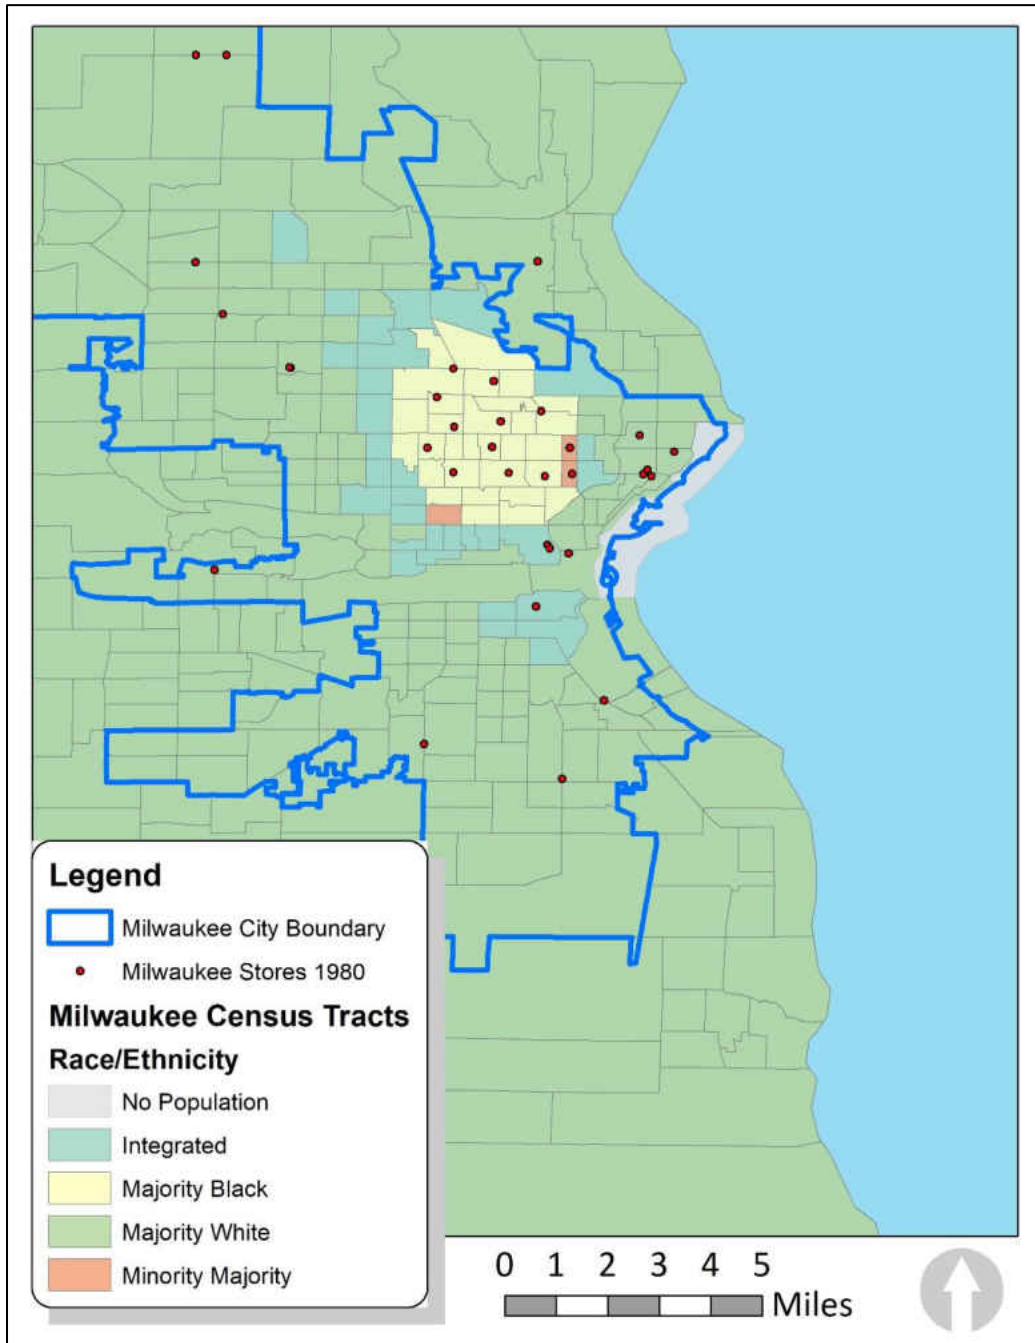 Legend
Milwaukee City Boundary
Milwaukee Stores 1980
Milwaukee Census Tracts
Race/Ethnicity
No Population
Integrated
Majority Black
Majority White
Minority Majority
0 1 2 3 4 5
Miles